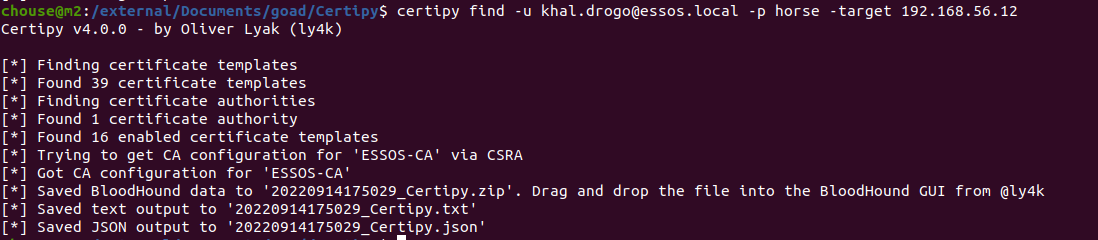 chouse@m2:/external/Documents/goad/Certipy$ certipy find -u khal.drogo@essos.local -p horse -target 192.168.56.12
Certipy v4.0.0 - by Oliver Lyak (ly4k)
[*] Finding certificate templates
[*] Found 39 certificate templates
[*] Finding certificate authorities
[*] Found 1 certificate authority
[*] Found 16 enabled certificate templates
[*] Trying to get CA configuration for 'ESSOS-CA' via CSRA
[*] Got CA configuration for 'ESSOS-CA'
[*] Saved BloodHound data to '20220914175029_Certipy.zip'. Drag and drop the file into the BloodHound GUI from @ly4k
[*] Saved text output to '20220914175029_Certipy.txt'
[*] Saved JSON output to '20220914175029_Certipy.json'